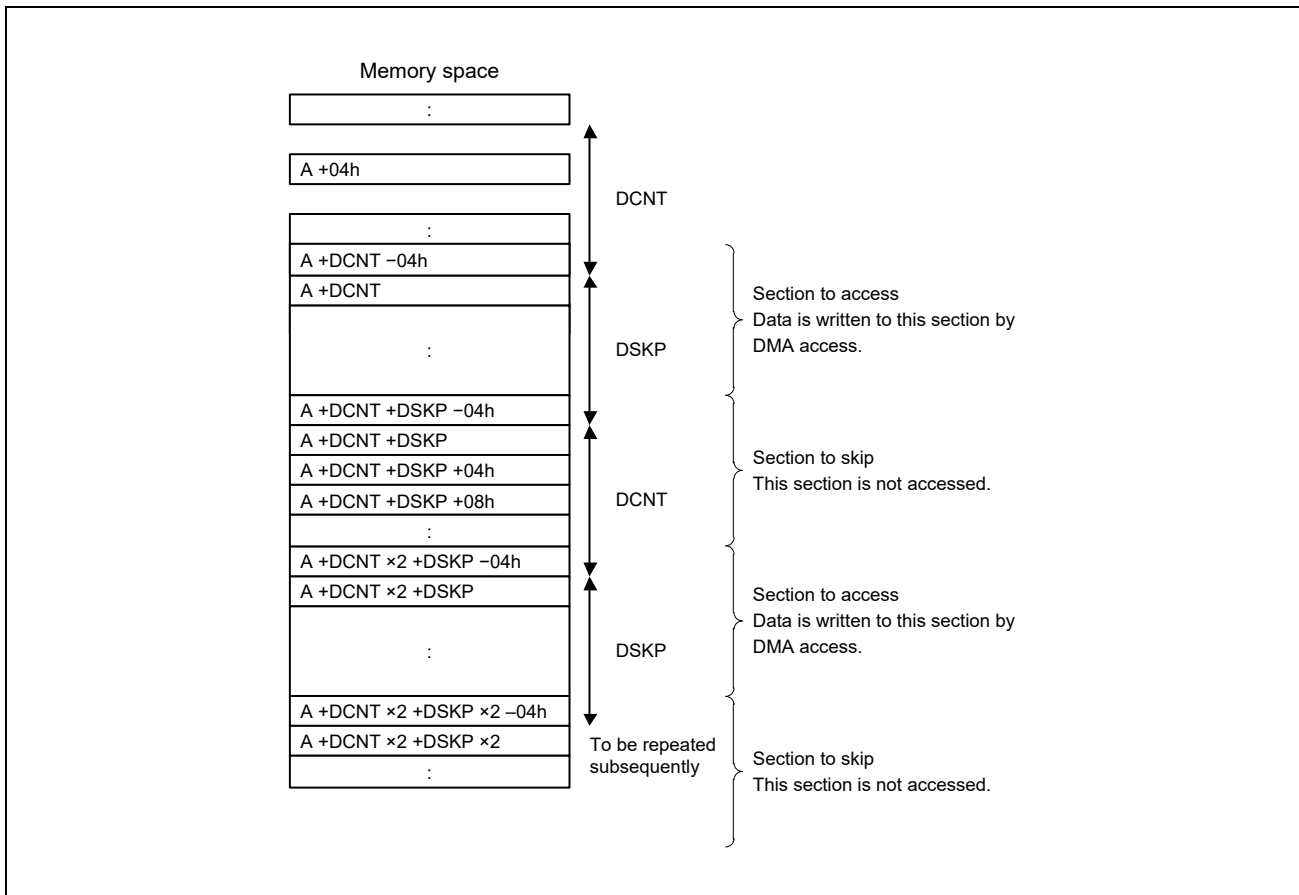 Memory space
:
A +04h
DCNT
:
A +DCNT −04h
A +DCNT
Section to access
Data is written to this section by
DMA access.
:
DSKP
A +DCNT +DSKP −04h
A +DCNT +DSKP
A +DCNT +DSKP +04h
Section to skip
This section is not accessed.
A +DCNT +DSKP +08h
DCNT
:
A +DCNT ×2 +DSKP −04h
A +DCNT ×2 +DSKP
Section to access
Data is written to this section by
DMA access.
:
DSKP
A +DCNT ×2 +DSKP ×2 –04h
A +DCNT ×2 +DSKP ×2
To be repeated
subsequently
Section to skip
This section is not accessed.
: